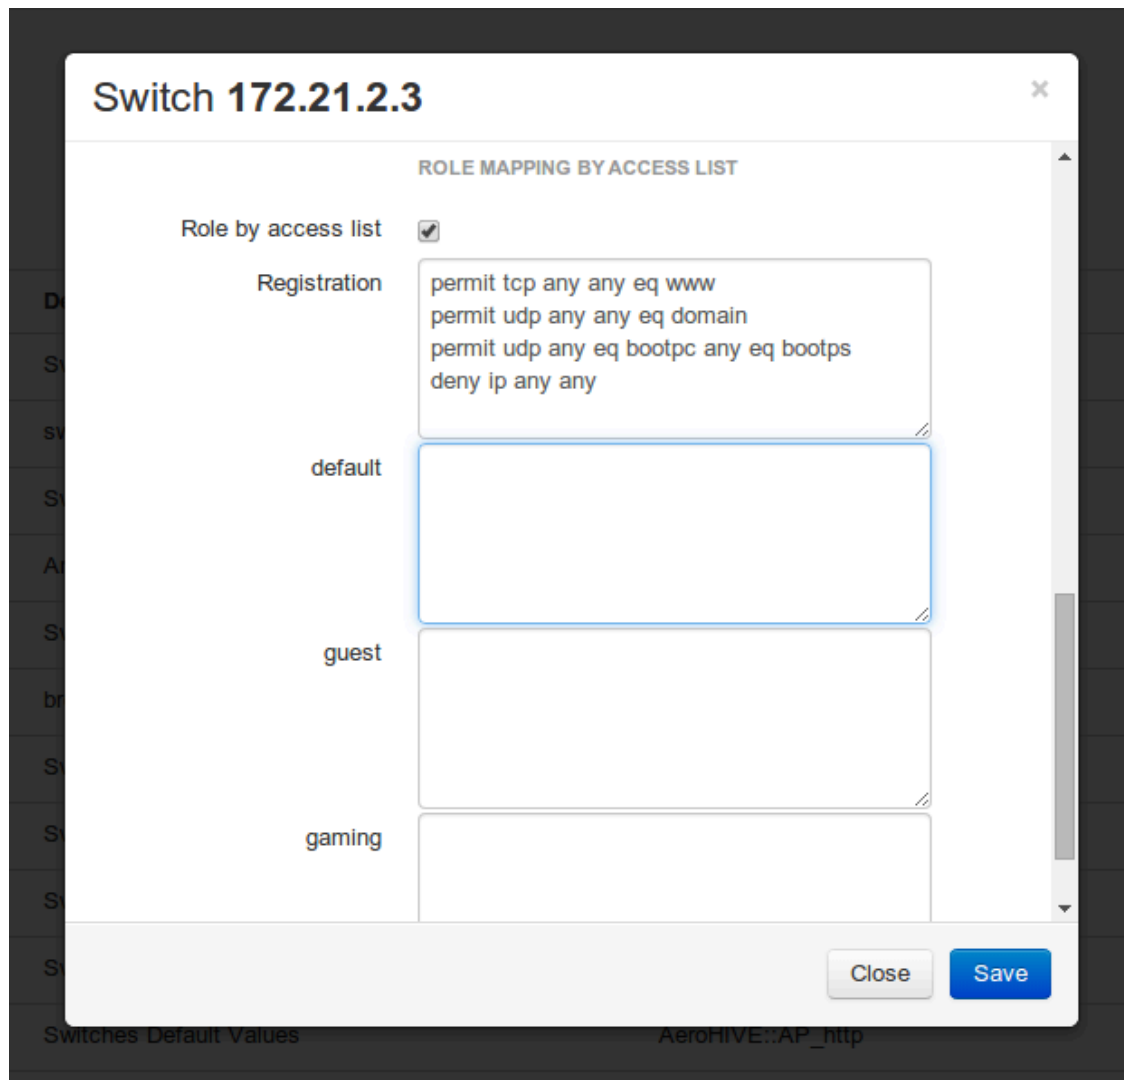 Switch 172.21.2.3
×
ROLE MAPPING BY ACCESS LIST
Role by access list
Registration
permit tcp any any eq www
permit udp any any eq domain
permit udp any eq bootpc any eq bootps
deny ip any any
default
guest
gaming
Close
Save
Switches Default Values
AeroHIVE::AP_http